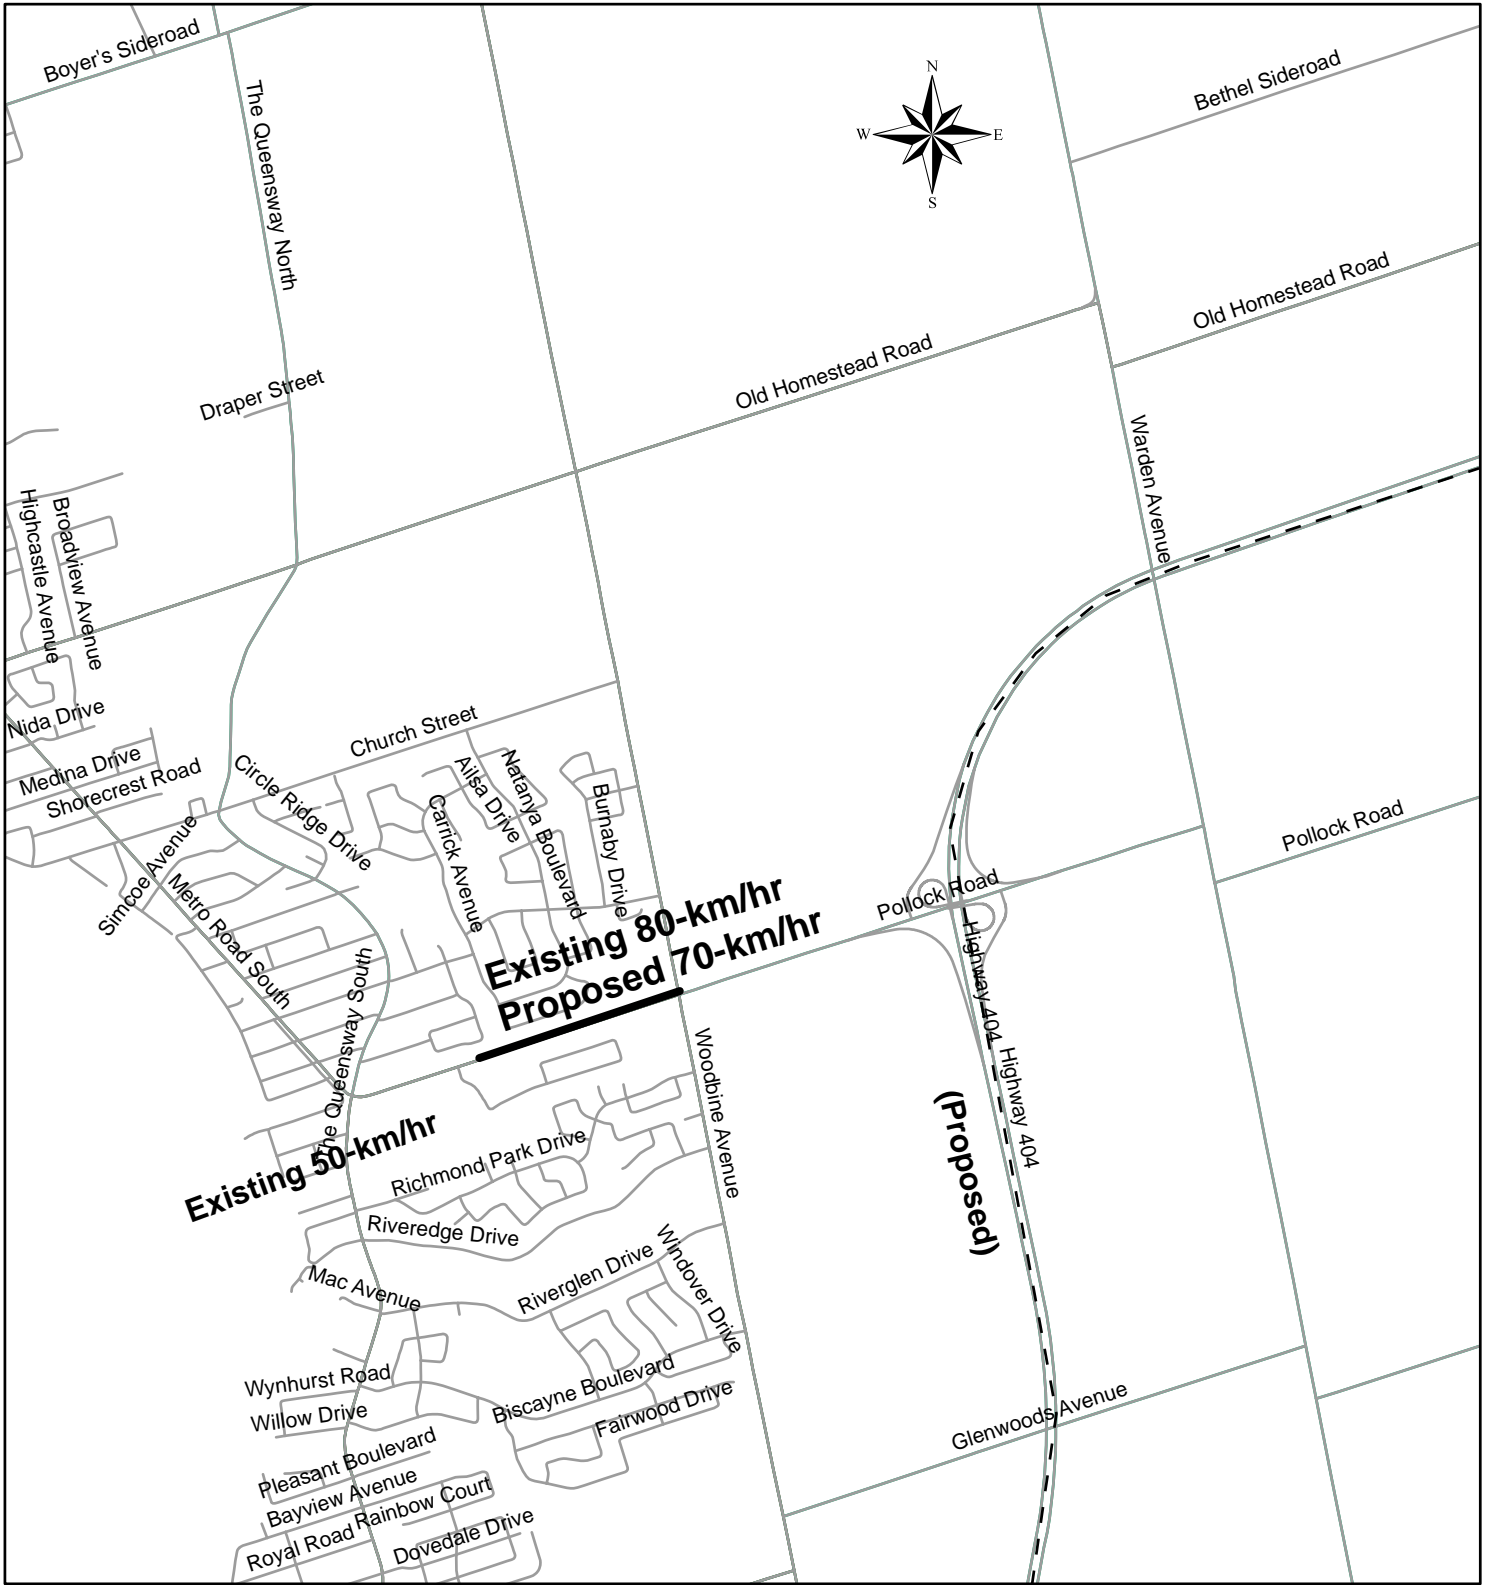 Boyer's Sideroad
The Queensway North
N
W
E
S
Bethel Sideroad
Old Homestead Road
Old Homestead Road
Draper Street
Warden Avenue
Highcastle Avenue
Broadview Avenue
Nida Drive
Medina Drive
Shorecrest Road
Church Street
Circle Ridge Drive
Ailsa Drive
Natanya Boulevard
Burnaby Drive
Carrick Avenue
Simcoe Avenue
Metro Road South
Pollock Road
Pollock Road
Existing 80-km/hr
Proposed 70-km/hr
Highway 404
Highway 404
(Proposed)
The Queensway South
Woodbine Avenue
Existing 50-km/hr
Richmond Park Drive
Riveredge Drive
Mac Avenue
Riverglen Drive
Windover Drive
Wynhurst Road
Willow Drive
Biscayne Boulevard
Fairwood Drive
Glenwoods Avenue
Pleasant Boulevard
Bayview Avenue
Rainbow Court
Royal Road
Dovedale Drive